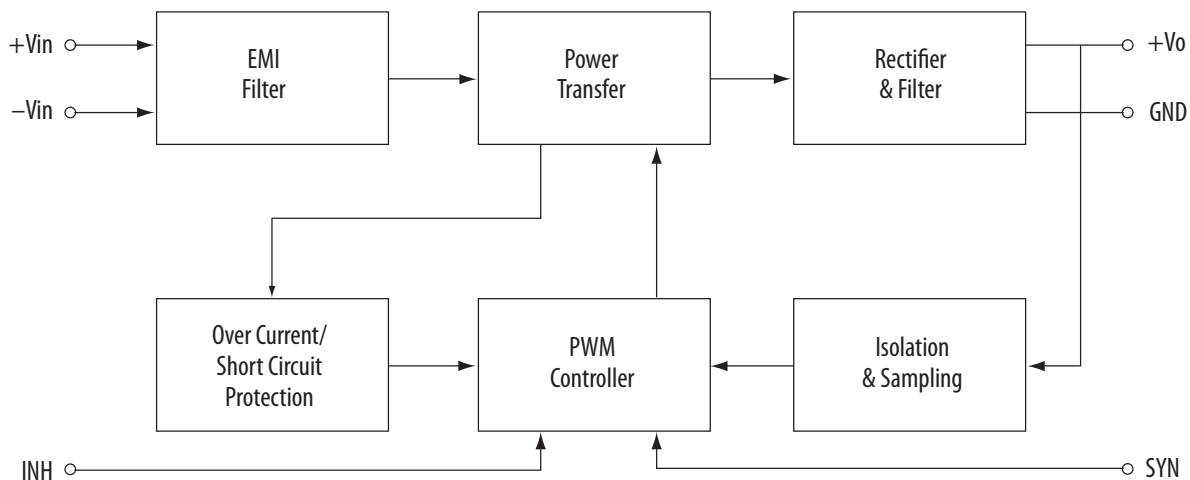 +Vin
−Vin
EMI
Filter
Power
Transfer
Rectifier
& Filter
+Vo
GND
Over Current/
Short Circuit
Protection
PWM
Controller
Isolation
& Sampling
INH
SYN